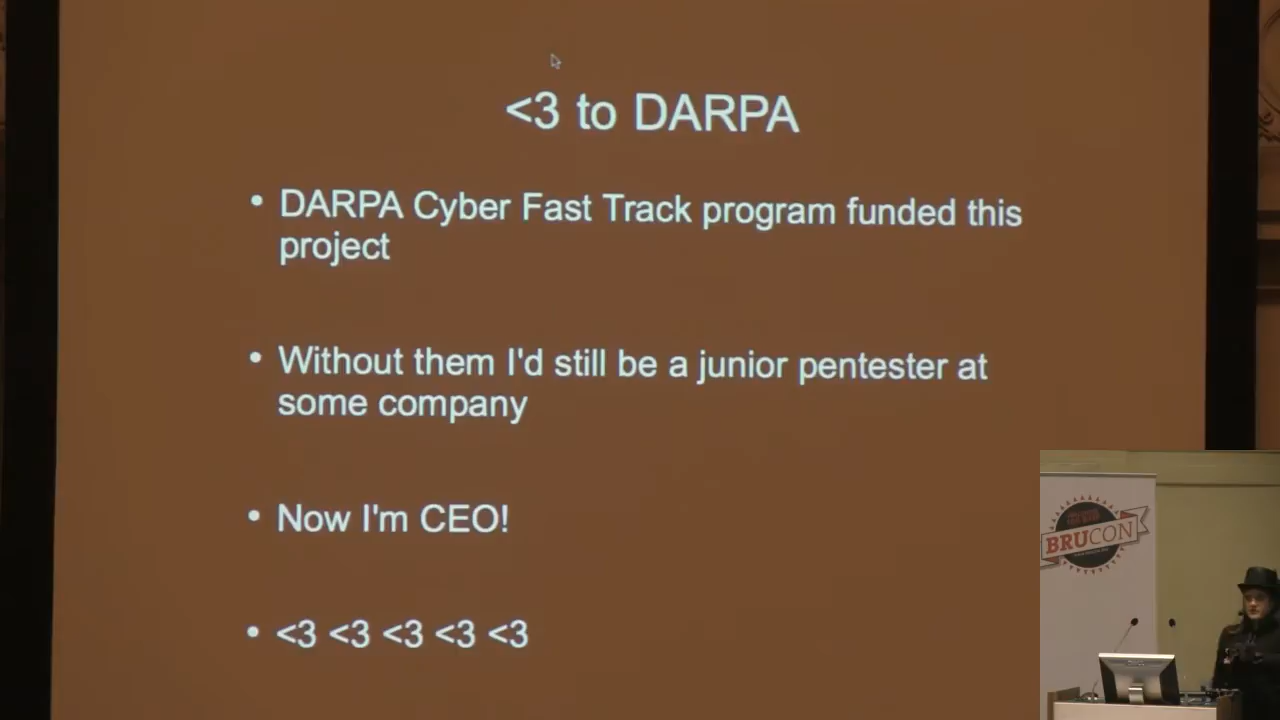 <3 to DARPA
• DARPA Cyber Fast Track program funded this
project
• Without them I'd still be a junior pentester at
some company
• Now I'm CEO!
• <3 <3 <3 <3 <3
BRUCON